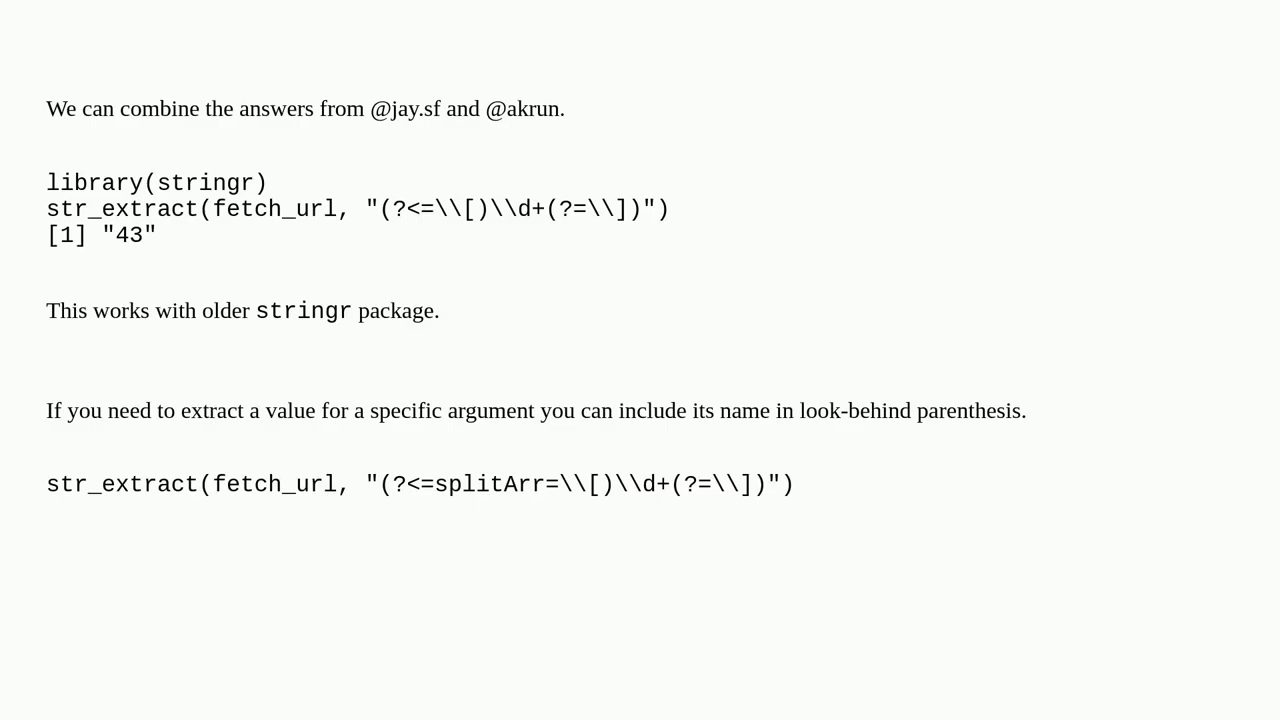 We can combine the answers from @jay.sf and @akrun.
library(stringr)
str_extract(fetch_url, "(?<=\\[)\\d+(?=\\])")
[1] "43"
This works with older stringr package.
If you need to extract a value for a specific argument you can include its name in look-behind parenthesis.
str_extract(fetch_url, "(?<=splitArr=\\[)\\d+(?=\\])")